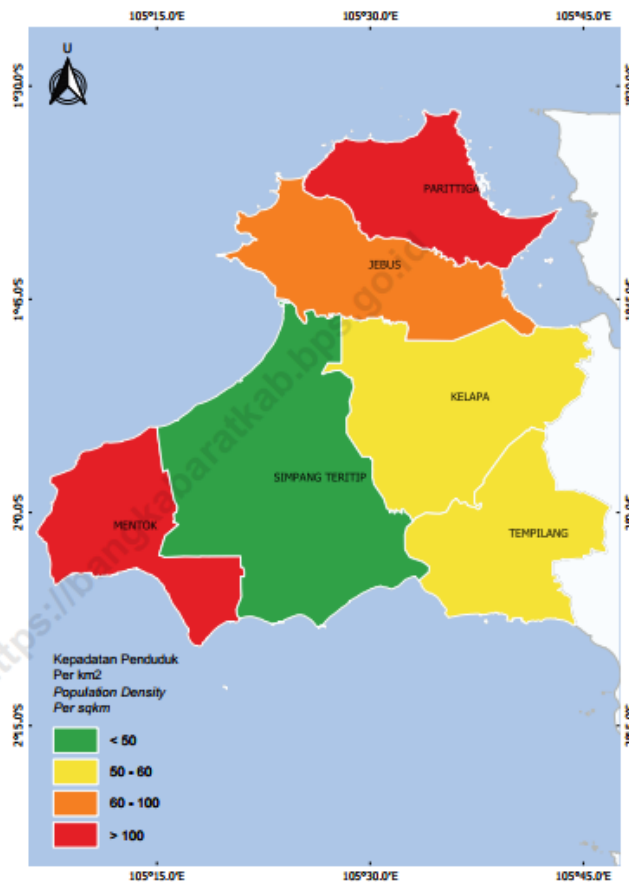 105°15.0'E 105°30.0'E 105°45.0'E
U
1°30.0'S
PARITTIGA
JEBUS
1°45.0'S
KELAPA
SIMPANG TERITIP
2°0.0'S
MENTOK
TEMPILANG
https://bangkabaratkab.bps.go.id
Kepadatan Penduduk
Per km2
Population Density
Per sqkm
2°15.0'S
< 50
50 - 60
60 - 100
> 100
105°15.0'E 105°30.0'E 105°45.0'E